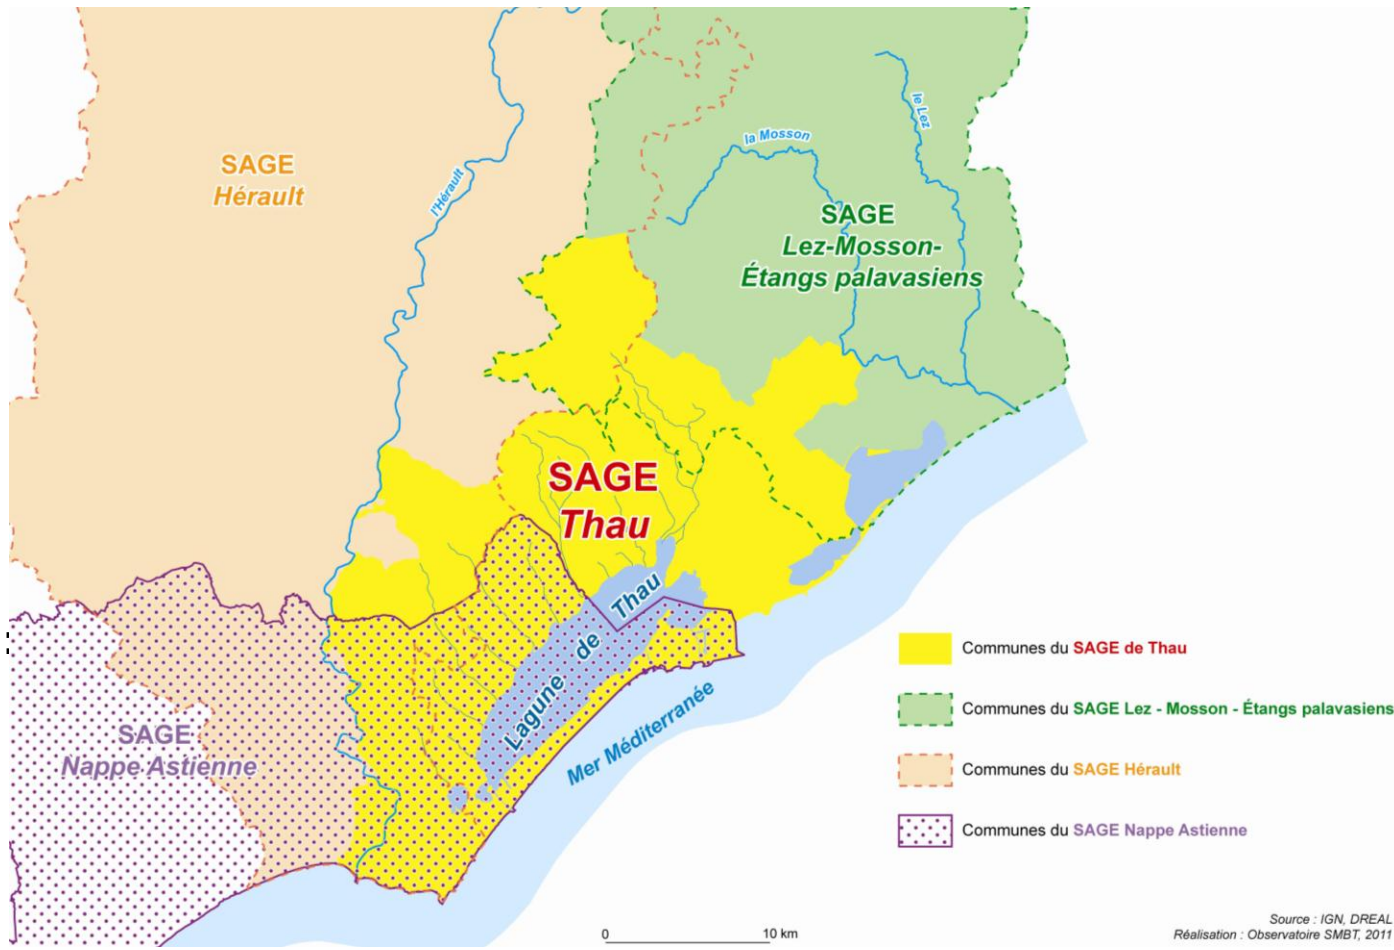 SAGE
Hérault
l'Hérault
la Mosson
le Lez
SAGE
Lez-Mosson-
Étangs palavasiens
SAGE
Thau
Lagune de Thau
Mer Méditerranée
SAGE
Nappe Astienne
Communes du SAGE de Thau
Communes du SAGE Lez - Mosson - Étangs palavasiens
Communes du SAGE Hérault
Communes du SAGE Nappe Astienne
0 10 km
Source : IGN, DREAL
Réalisation : Observatoire SMBT, 2011